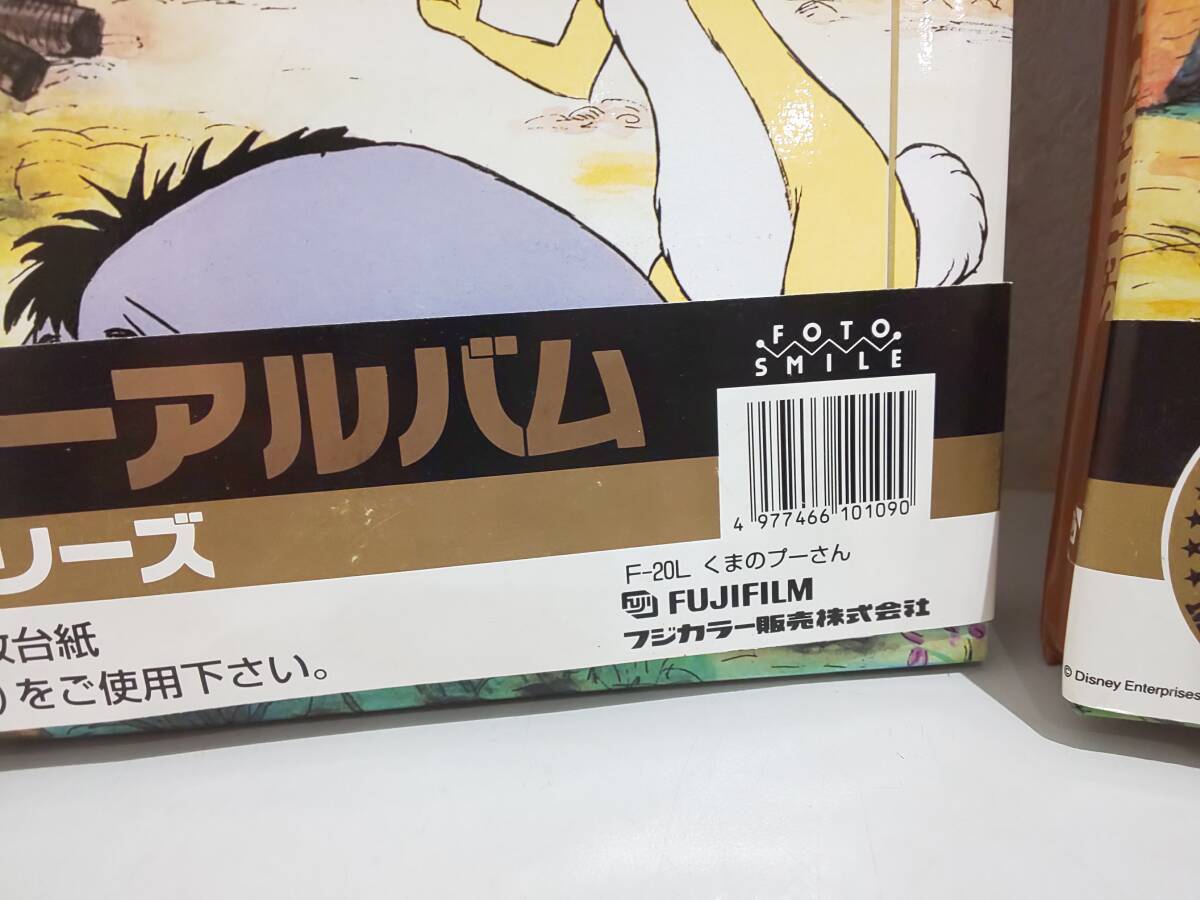 FOTO
SMILE
ーアルバム
リーズ
4 977466 101090
F-20L くまのプーさん
FUJI FUJIFILM
フジカラー販売株式会社
台紙
)をご使用下さい。
© Disney Enterprises